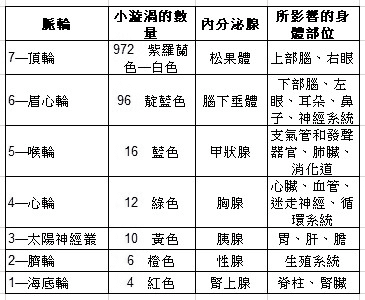 脈輪 小漩渦的數量 內分泌腺 所影響的身體部位
7—頂輪 972 紫羅蘭色—白色 松果體 上部腦、右眼
6—眉心輪 96 靛藍色 腦下垂體 下部腦、左眼、耳朵、鼻子、神經系統
5—喉輪 16 藍色 甲狀腺 支氣管和發聲器官、肺臟、消化道
4—心輪 12 綠色 胸腺 心臟、血管、迷走神經、循環系統
3—太陽神經叢 10 黃色 胰腺 胃、肝、膽
2—臍輪 6 橙色 性腺 生殖系統
1—海底輪 4 紅色 腎上腺 脊柱、腎臟